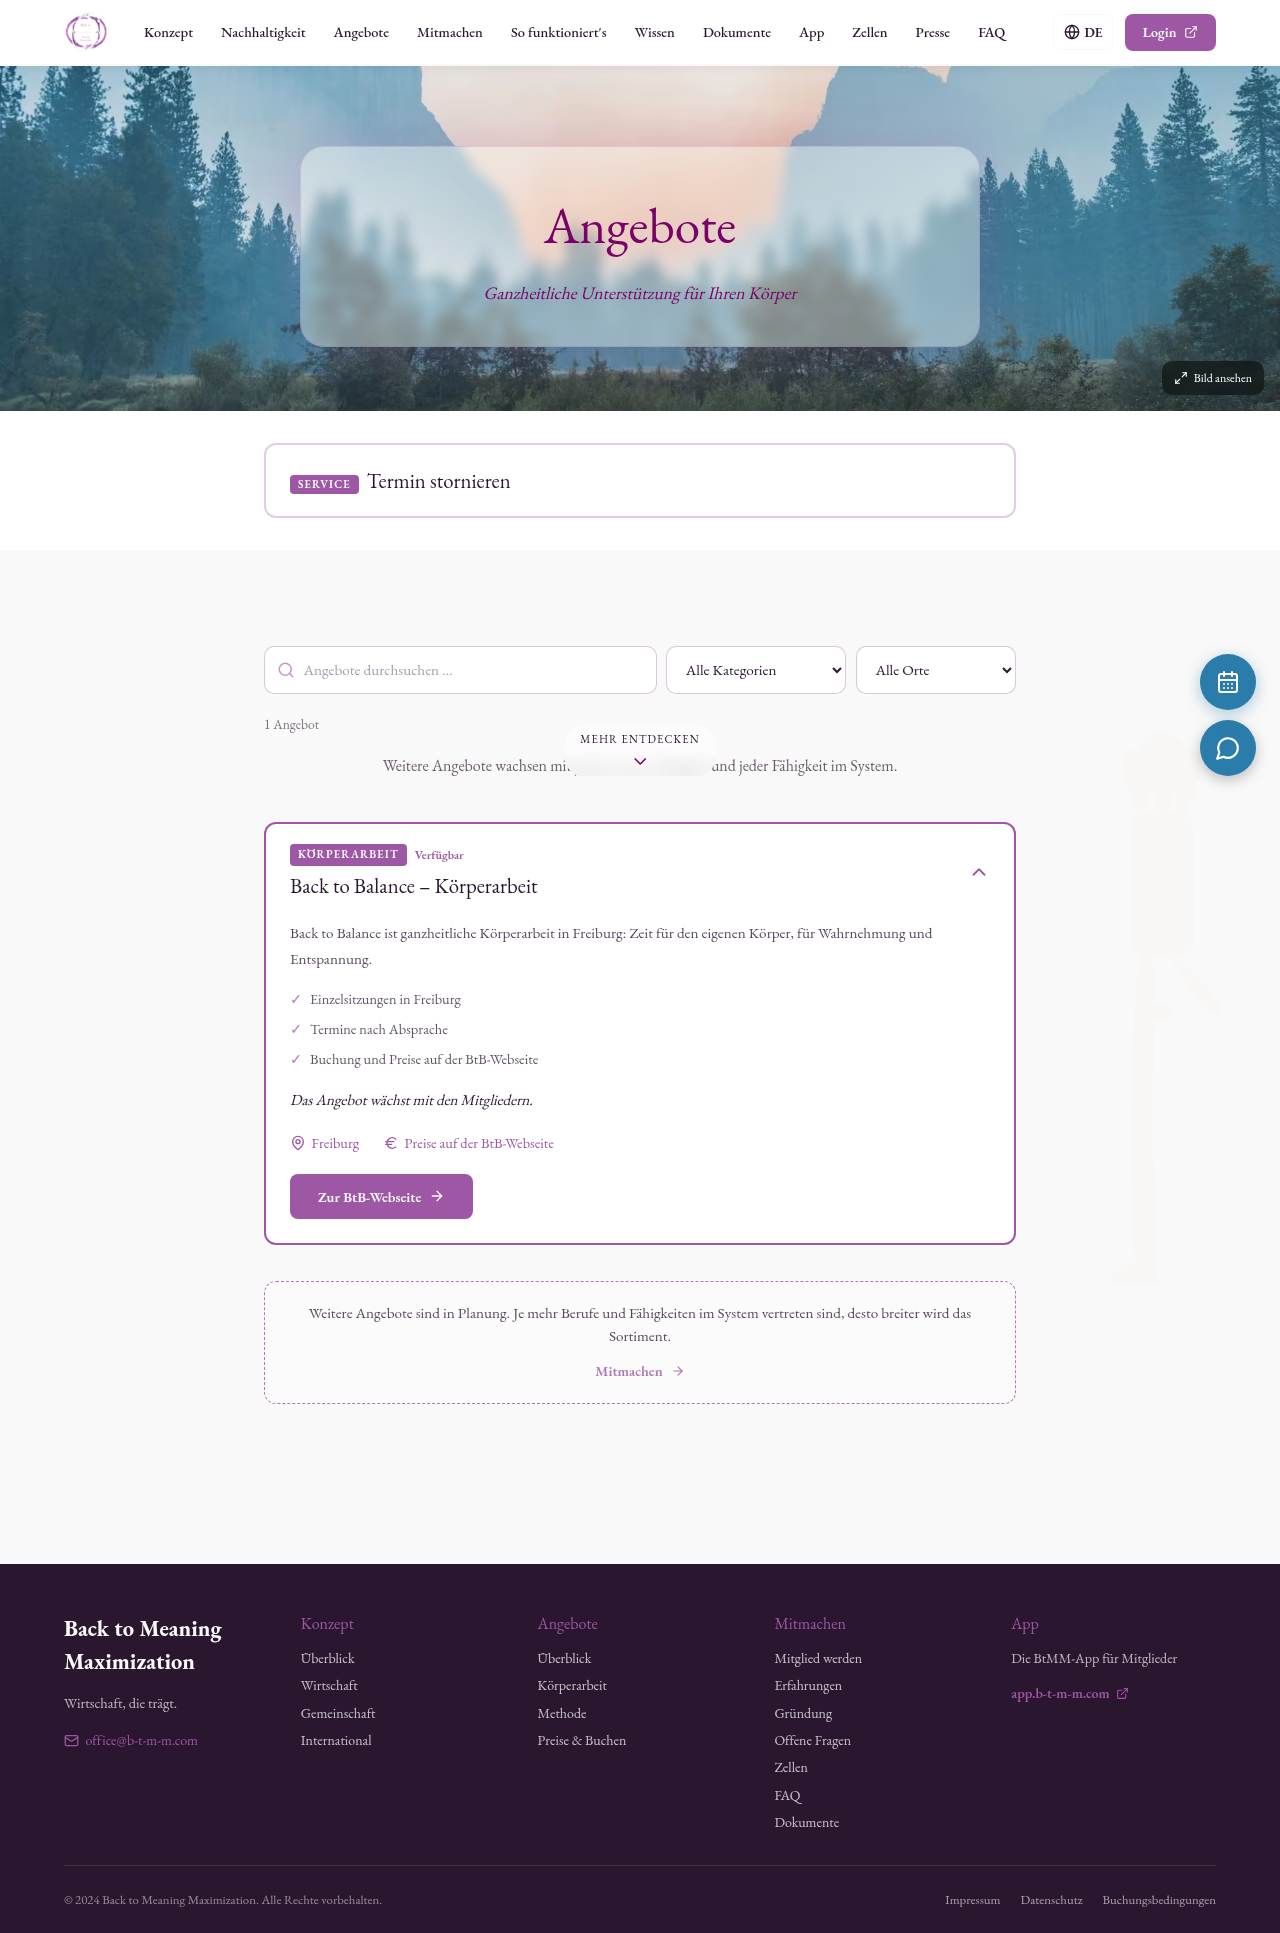 Konzept
Nachhaltigkeit
Angebote
Mitmachen
So funktioniert's
Wissen
Dokumente
App
Zellen
Presse
FAQ
DE
Login
Angebote
Ganzheitliche Unterstützung für Ihren Körper
Bild ansehen
SERVICE Termin stornieren
Angebote durchsuchen ...
Alle Kategorien
Alle Orte
1 Angebot
MEHR ENTDECKEN
Weitere Angebote wachsen mit und jeder Fähigkeit im System.
KÖRPERARBEIT Verfügbar
Back to Balance – Körperarbeit
Back to Balance ist ganzheitliche Körperarbeit in Freiburg: Zeit für den eigenen Körper, für Wahrnehmung und
Entspannung.
✓ Einzelsitzungen in Freiburg
✓ Termine nach Absprache
✓ Buchung und Preise auf der BtB-Webseite
Das Angebot wächst mit den Mitgliedern.
Freiburg
€ Preise auf der BtB-Webseite
Zur BtB-Webseite →
Weitere Angebote sind in Planung. Je mehr Berufe und Fähigkeiten im System vertreten sind, desto breiter wird das
Sortiment.
Mitmachen →
Back to Meaning
Maximization
Wirtschaft, die trägt.
office@b-t-m-m.com
Konzept
Überblick
Wirtschaft
Gemeinschaft
International
Angebote
Überblick
Körperarbeit
Methode
Preise & Buchen
Mitmachen
Mitglied werden
Erfahrungen
Gründung
Offene Fragen
Zellen
FAQ
Dokumente
App
Die BtMM-App für Mitglieder
app.b-t-m-m.com
© 2024 Back to Meaning Maximization. Alle Rechte vorbehalten.
Impressum
Datenschutz
Buchungsbedingungen